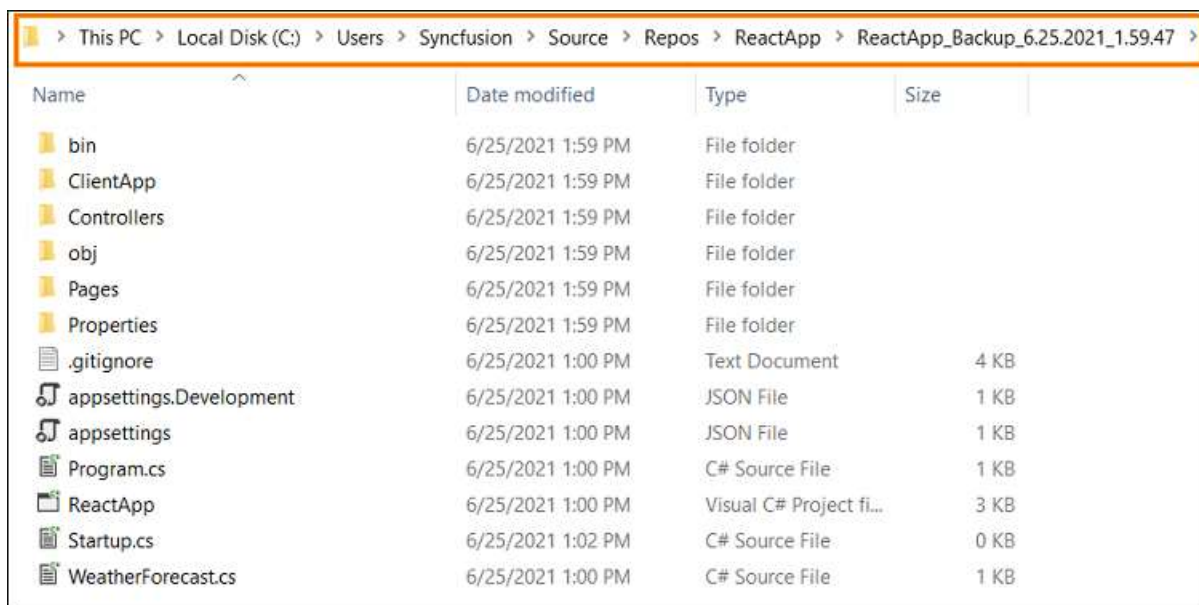 This PC > Local Disk (C:) > Users > Syncfusion > Source > Repos > ReactApp > ReactApp_Backup_6.25.2021_1.59.47 >
Name Date modified Type Size
bin 6/25/2021 1:59 PM File folder
ClientApp 6/25/2021 1:59 PM File folder
Controllers 6/25/2021 1:59 PM File folder
obj 6/25/2021 1:59 PM File folder
Pages 6/25/2021 1:59 PM File folder
Properties 6/25/2021 1:59 PM File folder
.gitignore 6/25/2021 1:00 PM Text Document 4 KB
appsettings.Development 6/25/2021 1:00 PM JSON File 1 KB
appsettings 6/25/2021 1:00 PM JSON File 1 KB
Program.cs 6/25/2021 1:00 PM C# Source File 1 KB
ReactApp 6/25/2021 1:00 PM Visual C# Project fi... 3 KB
Startup.cs 6/25/2021 1:02 PM C# Source File 0 KB
WeatherForecast.cs 6/25/2021 1:00 PM C# Source File 1 KB